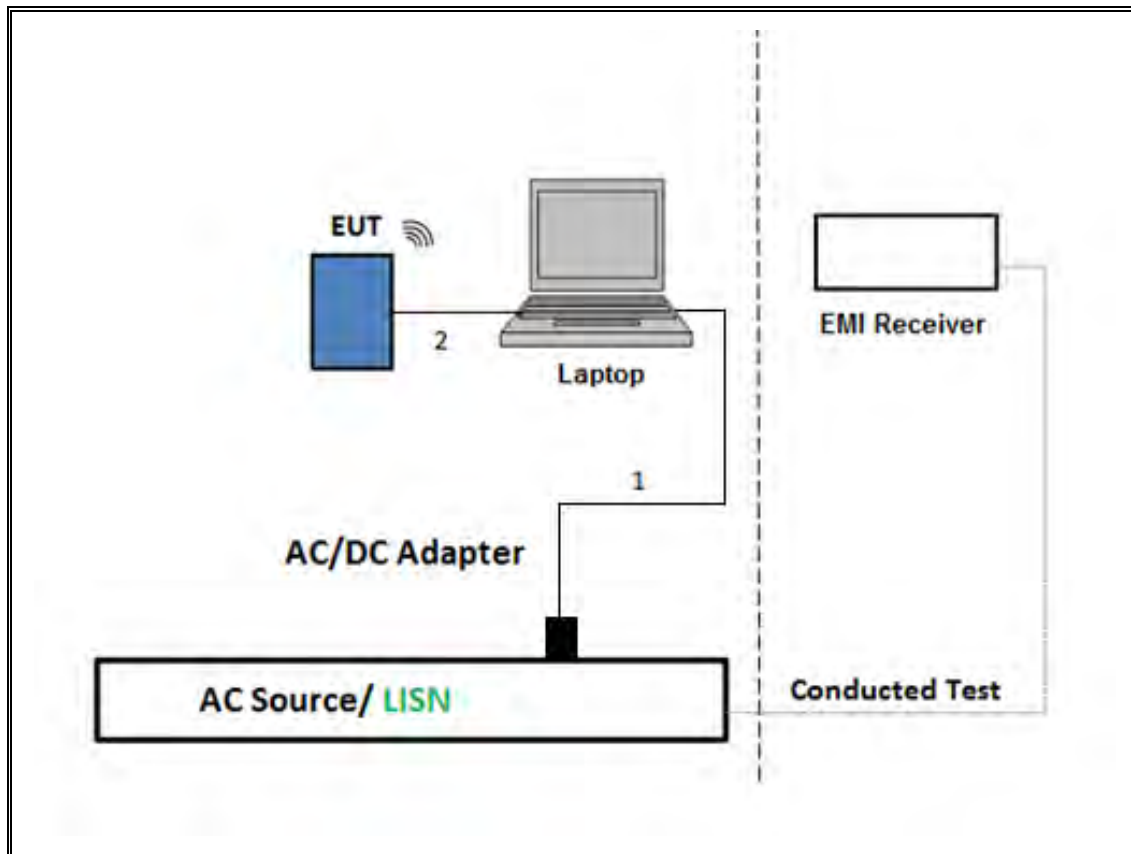 EUT
2
Laptop
EMI Receiver
1
AC/DC Adapter
AC Source/ LISN
Conducted Test